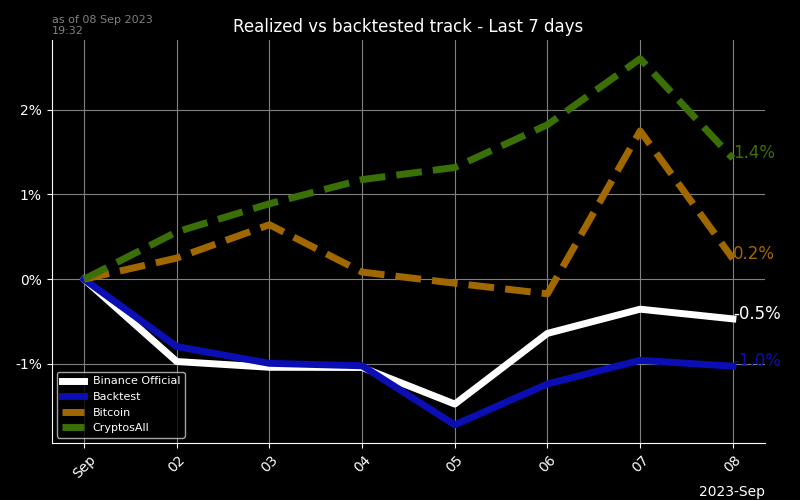 as of 08 Sep 2023
19:32
Realized vs backtested track - Last 7 days
2%
1%
0%
-1%
1.4%
0.2%
-0.5%
-1.0%
Binance Official
Backtest
Bitcoin
CryptosAll
Sep
02
03
04
05
06
07
08
2023-Sep